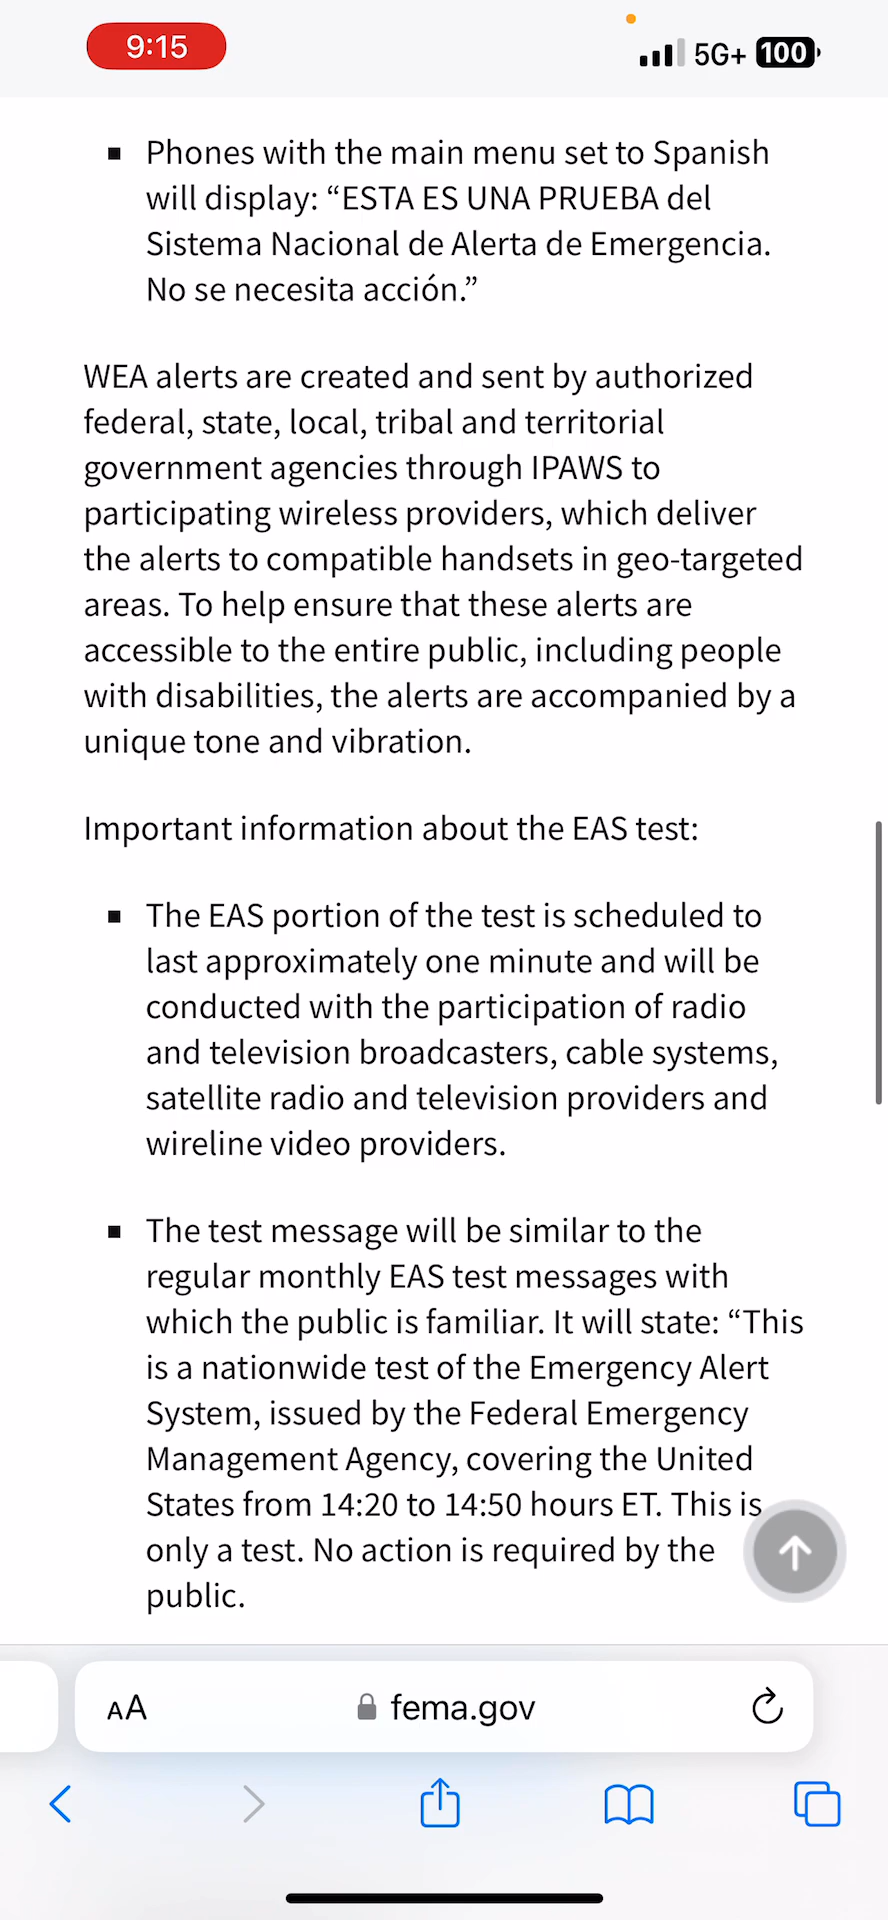 9:15
5G+ 100
▪ Phones with the main menu set to Spanish
will display: “ESTA ES UNA PRUEBA del
Sistema Nacional de Alerta de Emergencia.
No se necesita acción.”
WEA alerts are created and sent by authorized
federal, state, local, tribal and territorial
government agencies through IPAWS to
participating wireless providers, which deliver
the alerts to compatible handsets in geo-targeted
areas. To help ensure that these alerts are
accessible to the entire public, including people
with disabilities, the alerts are accompanied by a
unique tone and vibration.
Important information about the EAS test:
▪ The EAS portion of the test is scheduled to
last approximately one minute and will be
conducted with the participation of radio
and television broadcasters, cable systems,
satellite radio and television providers and
wireline video providers.
▪ The test message will be similar to the
regular monthly EAS test messages with
which the public is familiar. It will state: “This
is a nationwide test of the Emergency Alert
System, issued by the Federal Emergency
Management Agency, covering the United
States from 14:20 to 14:50 hours ET. This is
only a test. No action is required by the
public.
AA fema.gov